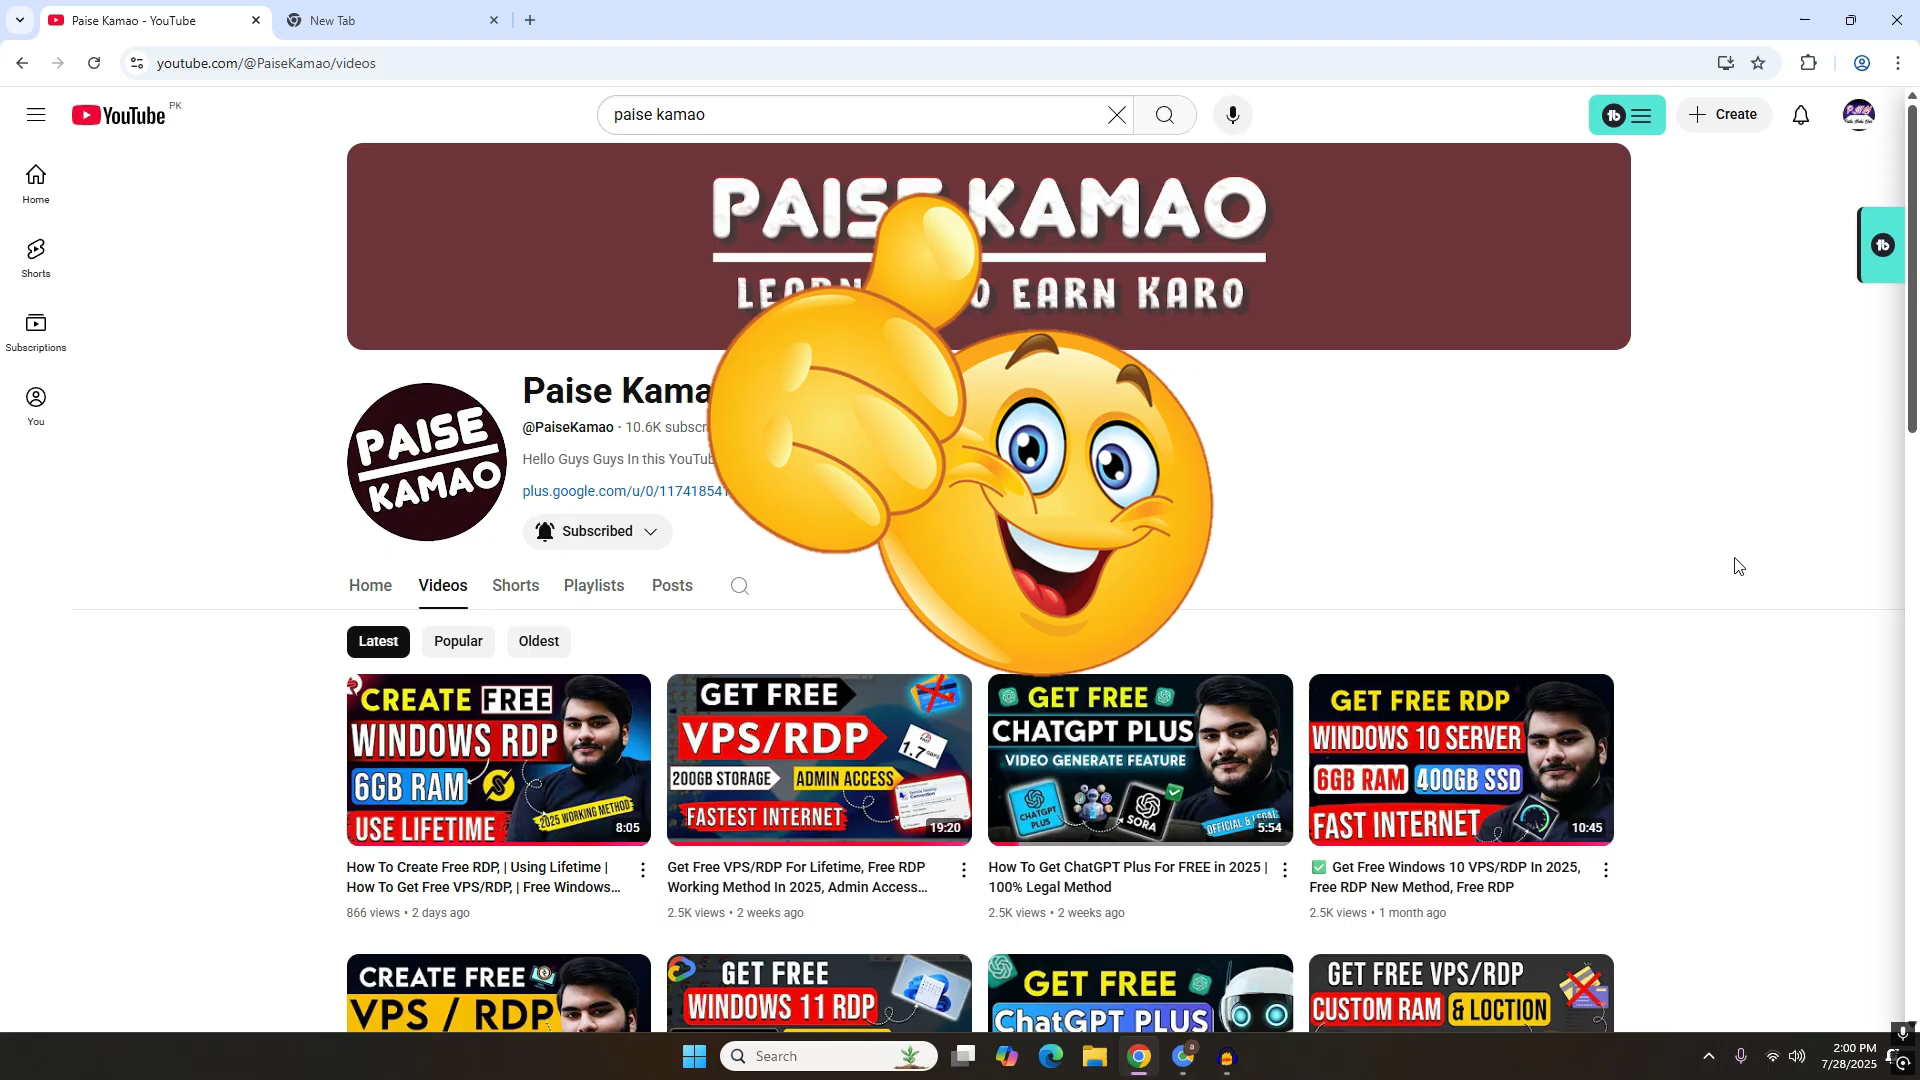 Paise Kamao - YouTube
New Tab
youtube.com/@PaiseKamao/videos
YouTube PK
paise kamao
Create
Home
Shorts
Subscriptions
You
PAISE KAMAO
EARN KARO
PAISE
KAMAO
Paise Kama
@PaiseKamao · 10.6K subscr
Hello Guys Guys In this YouTub
plus.google.com/u/0/11741854
Subscribed
Home
Videos
Shorts
Playlists
Posts
Latest
Popular
Oldest
CREATE FREE
WINDOWS RDP
6GB RAM
2025 WORKING METHOD
USE LIFETIME
8:05
GET FREE
VPS/RDP
1.7
200GB STORAGE
ADMIN ACCESS
FASTEST INTERNET
19:20
GET FREE
CHATGPT PLUS
VIDEO GENERATE FEATURE
CHATGPT
PLUS
SORA
OFFICIAL & LEGAL
5:54
GET FREE RDP
WINDOWS 10 SERVER
6GB RAM
400GB SSD
FAST INTERNET
10:45
How To Create Free RDP, | Using Lifetime |
How To Get Free VPS/RDP, | Free Windows...
866 views • 2 days ago
Get Free VPS/RDP For Lifetime, Free RDP
Working Method In 2025, Admin Access...
2.5K views • 2 weeks ago
How To Get ChatGPT Plus For FREE in 2025 |
100% Legal Method
2.5K views • 2 weeks ago
✅ Get Free Windows 10 VPS/RDP In 2025,
Free RDP New Method, Free RDP
2.5K views • 1 month ago
CREATE FREE
VPS / RDP
GET FREE
WINDOWS 11 RDP
GET FREE
ChatGPT PLUS
GET FREE VPS/RDP
CUSTOM RAM & LOCTION
Search
2:00 PM
7/28/2025